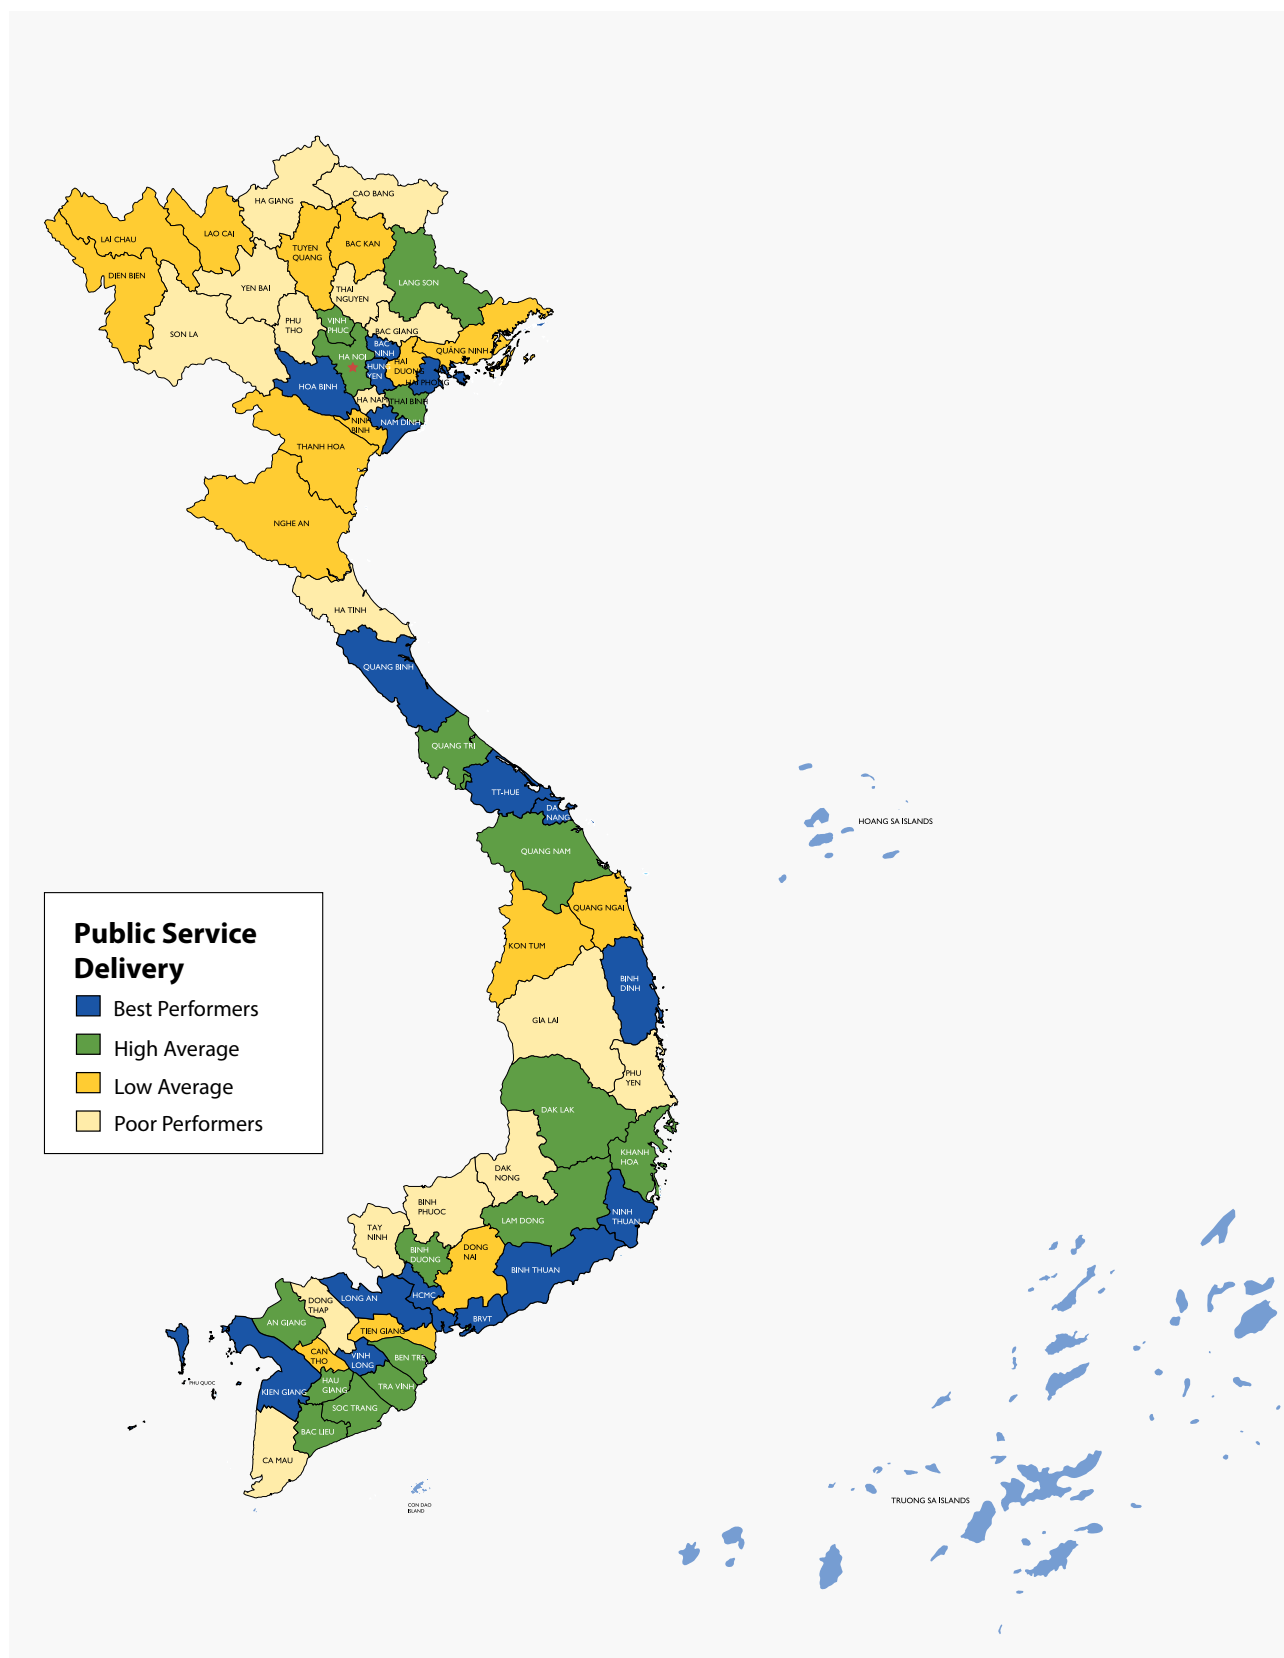 HA GIANG
CAO BANG
LAI CHAU
LAO CAI
TUYEN
QUANG
BAC KAN
DIEN BIEN
YEN BAI
THAI
NGUYEN
LANG SON
SON LA
PHU
THO
VINH
PHUC
BAC GIANG
HA NOI
BAC
NINH
QUANG NINH
HOA BINH
HUNG
YEN
HAI
DUONG
HAI PHONG
HA NAM
THAI BINH
NINH
BINH
NAM DINH
THANH HOA
NGHE AN
HA TINH
QUANG BINH
QUANG TRI
TT-HUE
DA
NANG
HOANG SA ISLANDS
QUANG NAM
QUANG NGAI
KON TUM
BINH
DINH
GIA LAI
PHU
YEN
Public Service
Delivery
Best Performers
High Average
Low Average
Poor Performers
DAK LAK
KHANH
HOA
DAK
NONG
BINH
PHUOC
LAM DONG
NINH
THUAN
TAY
NINH
BINH
DUONG
DONG
NAI
BINH THUAN
LONG AN
HCMC
DONG
THAP
BRVT
AN GIANG
TIEN GIANG
CAN
THO
VINH
LONG
BEN TRE
PHU QUOC
KIEN GIANG
HAU
GIANG
TRA VINH
SOC TRANG
BAC LIEU
CA MAU
CON DAO
ISLAND
TRUONG SA ISLANDS